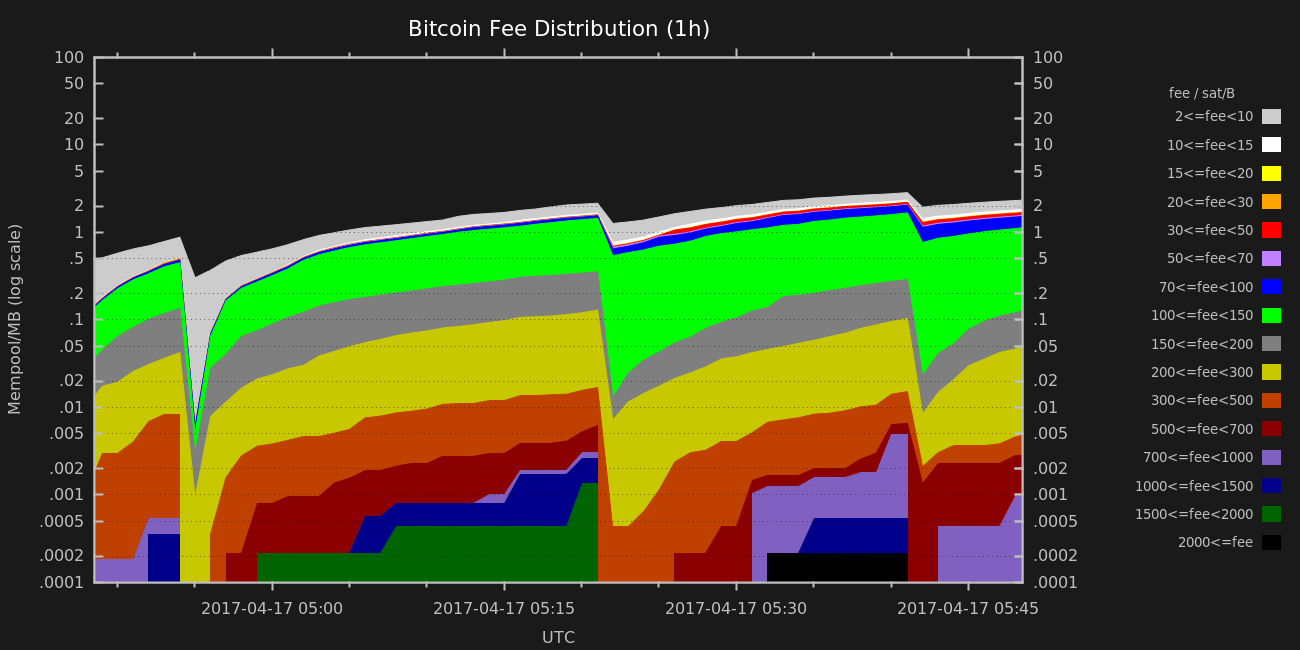 Bitcoin Fee Distribution (1h)
100
50
20
10
5
2
1
.5
.2
.1
.05
.02
.01
.005
.002
.001
.0005
.0002
.0001
Mempool/MB (log scale)
100
50
20
10
5
2
1
.5
.2
.1
.05
.02
.01
.005
.002
.001
.0005
.0002
.0001
2017-04-17 05:00
2017-04-17 05:15
2017-04-17 05:30
2017-04-17 05:45
UTC
fee / sat/B
2<=fee<10
10<=fee<15
15<=fee<20
20<=fee<30
30<=fee<50
50<=fee<70
70<=fee<100
100<=fee<150
150<=fee<200
200<=fee<300
300<=fee<500
500<=fee<700
700<=fee<1000
1000<=fee<1500
1500<=fee<2000
2000<=fee